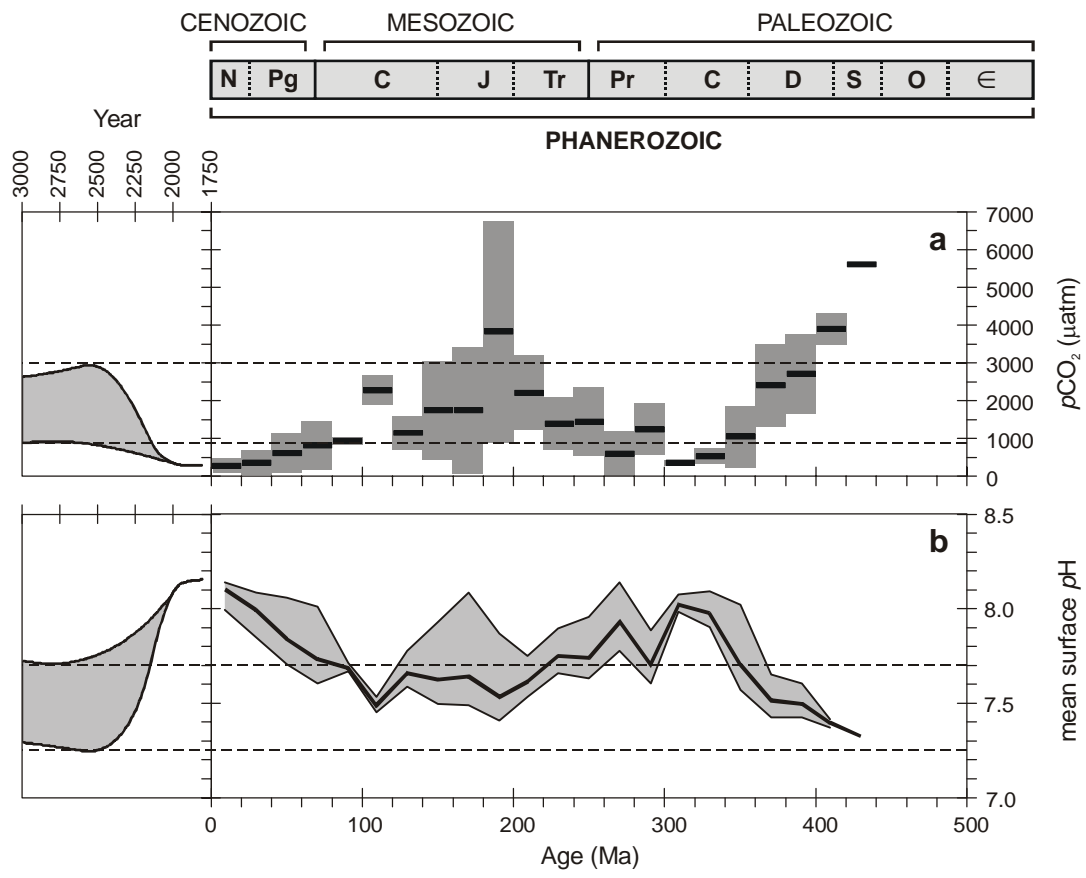 CENOZOIC MESOZOIC PALEOZOIC
N Pg C J Tr Pr C D S O ∈
PHANEROZOIC
Year
3000 2750 2500 2250 2000 1750
a
7000
6000
5000
4000
3000
2000
1000
0
pCO₂ (µatm)
b
8.5
8.0
7.5
7.0
mean surface pH
0 100 200 300 400 500
Age (Ma)